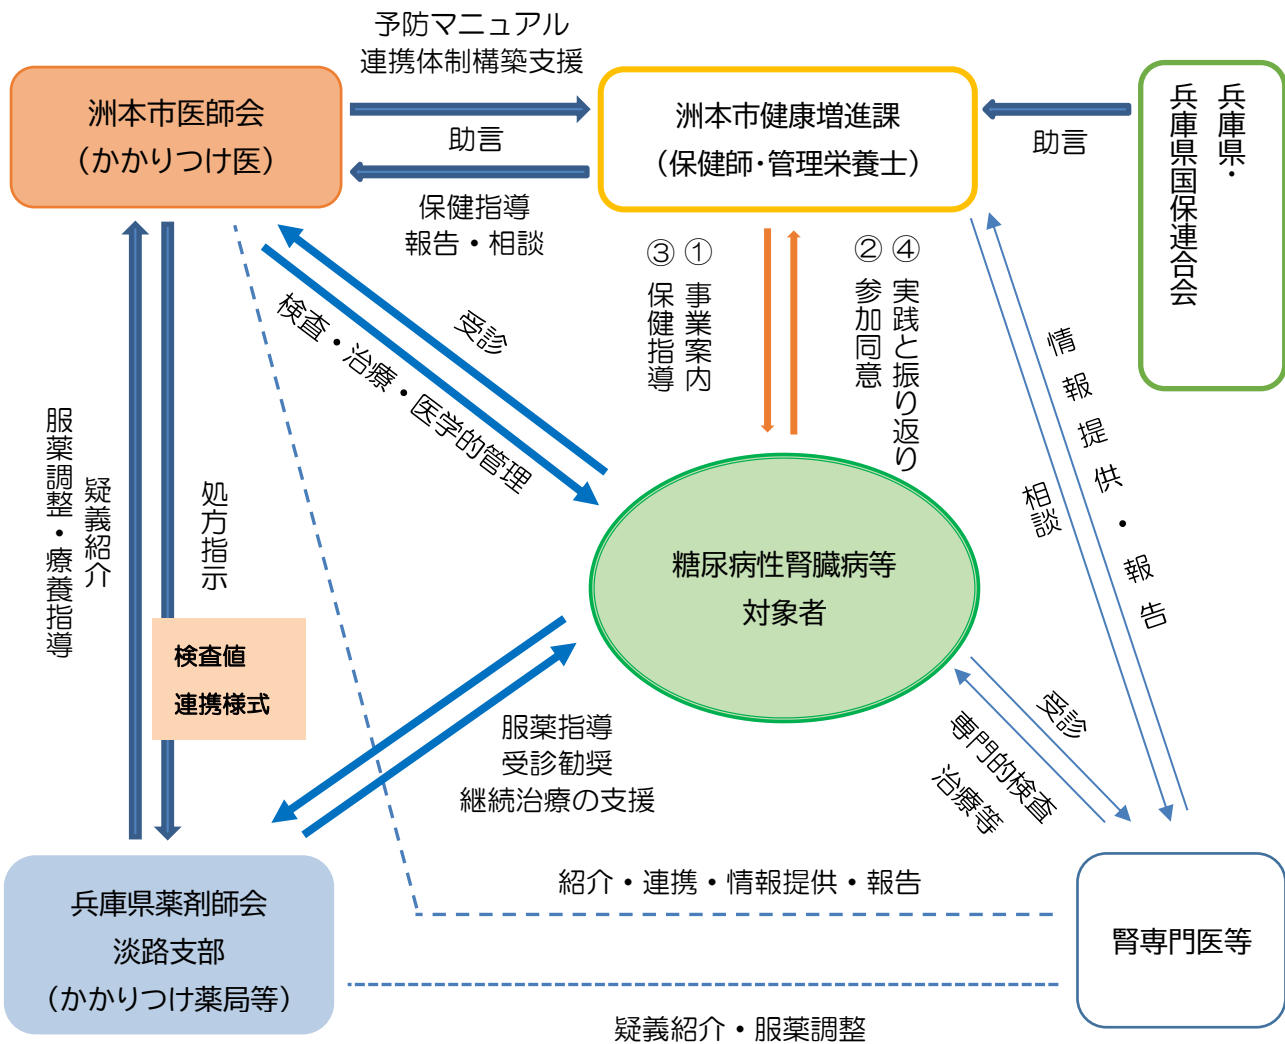 予防マニュアル
連携体制構築支援
洲本市医師会
（かかりつけ医）
助言
保健指導
報告・相談
洲本市健康増進課
（保健師・管理栄養士）
助言
兵庫県・
兵庫県国保連合会
①事業案内
③保健指導
④実践と振り返り
②参加同意
受診
検査・治療・医学的管理
情報提供・報告
相談
疑義紹介
服薬調整・療養指導
処方指示
検査値
連携様式
糖尿病性腎臓病等
対象者
服薬指導
受診勧奨
継続治療の支援
受診
専門的検査
治療等
兵庫県薬剤師会
淡路支部
（かかりつけ薬局等）
紹介・連携・情報提供・報告
腎専門医等
疑義紹介・服薬調整